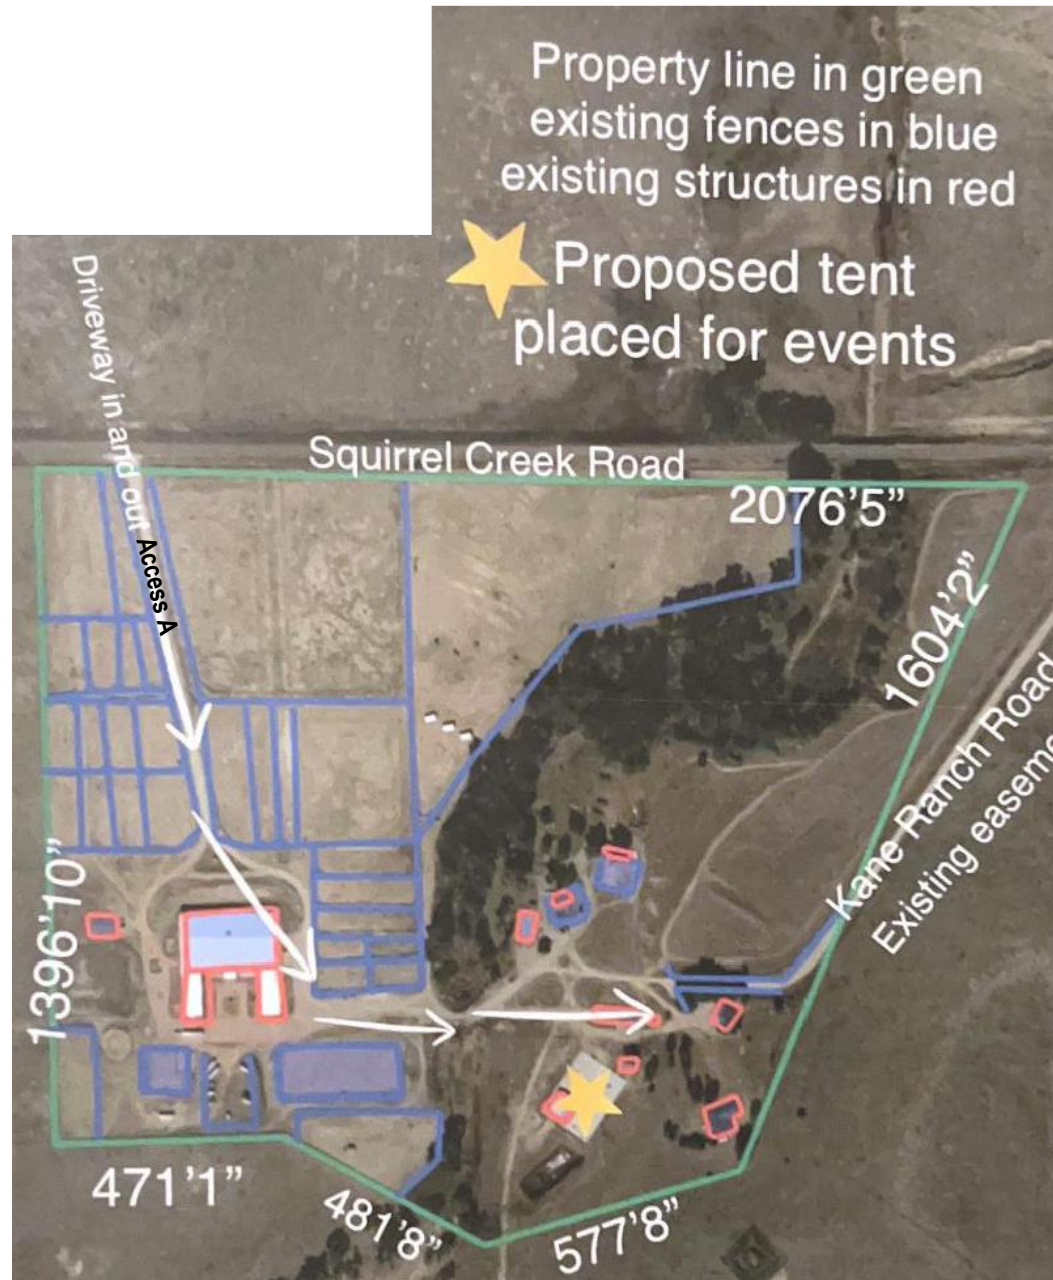 Property line in green
existing fences in blue
existing structures in red
Proposed tent
placed for events
Driveway in and out Access A
Squirrel Creek Road
2076'5”
1604'2”
Kane Ranch Road
Existing
1396'10”
471'1”
481'8”
577'8”